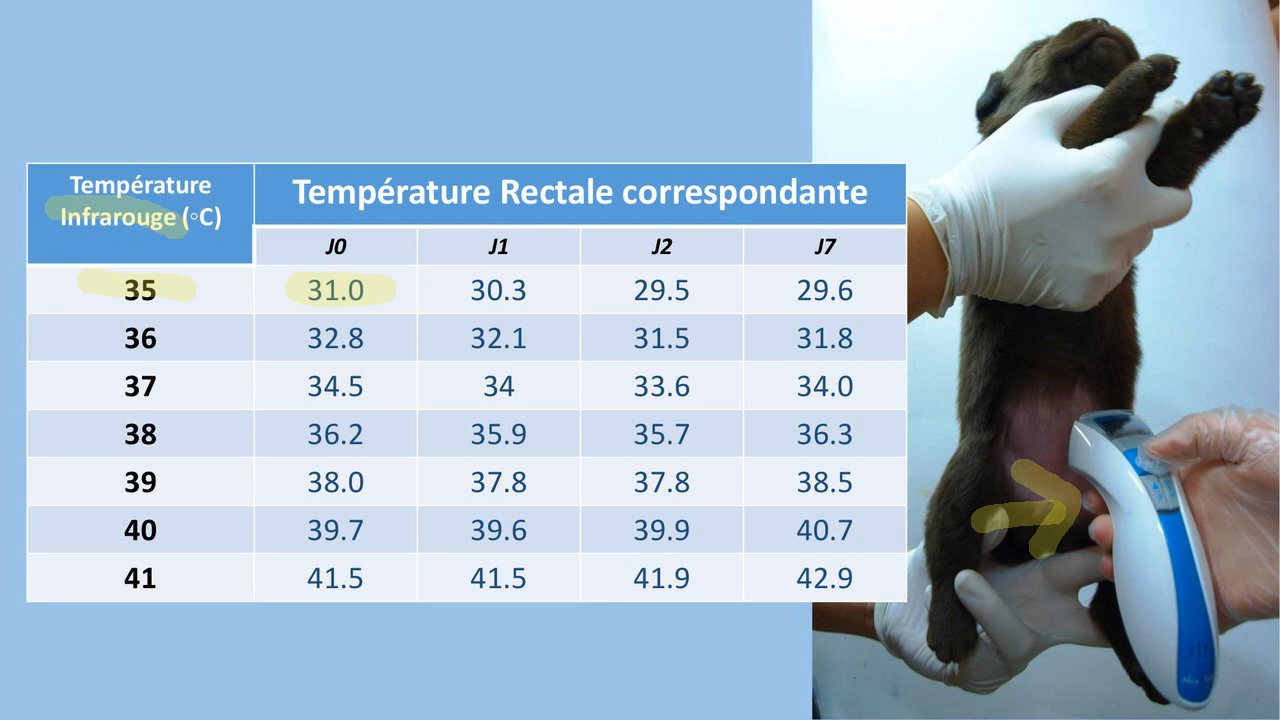 Température
Infrarouge (◦C)
Température Rectale correspondante
J0 J1 J2 J7
35 31.0 30.3 29.5 29.6
36 32.8 32.1 31.5 31.8
37 34.5 34 33.6 34.0
38 36.2 35.9 35.7 36.3
39 38.0 37.8 37.8 38.5
40 39.7 39.6 39.9 40.7
41 41.5 41.5 41.9 42.9